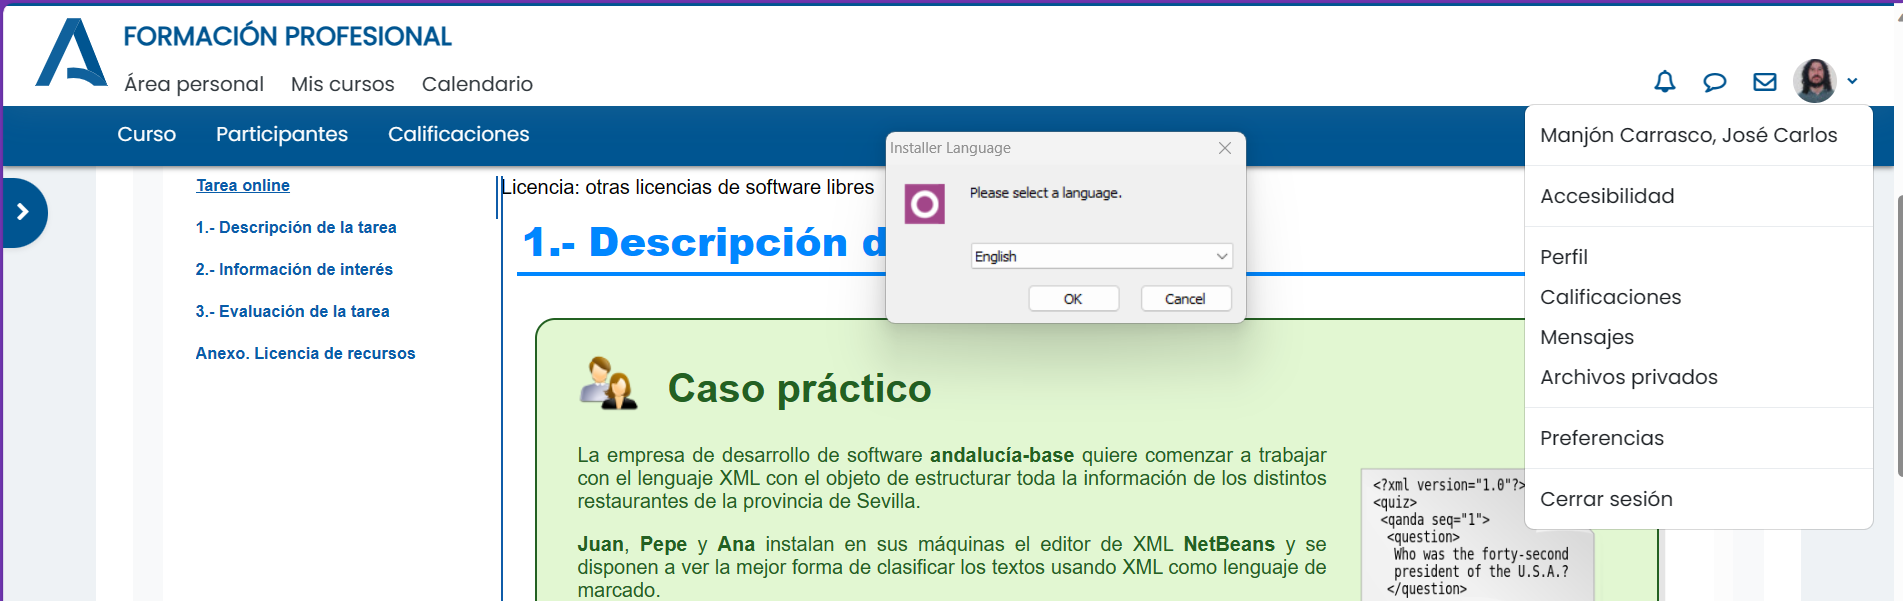 FORMACIÓN PROFESIONAL
Área personal Mis cursos Calendario
Curso Participantes Calificaciones
Manjón Carrasco, José Carlos
Accesibilidad
Perfil
Calificaciones
Mensajes
Archivos privados
Preferencias
Cerrar sesión
Installer Language
Please select a language.
English
OK Cancel
Tarea online
1.- Descripción de la tarea
2.- Información de interés
3.- Evaluación de la tarea
Anexo. Licencia de recursos
Licencia: otras licencias de software libres
1.- Descripción d
Caso práctico
La empresa de desarrollo de software andalucía-base quiere comenzar a trabajar
con el lenguaje XML con el objeto de estructurar toda la información de los distintos
restaurantes de la provincia de Sevilla.
Juan, Pepe y Ana instalan en sus máquinas el editor de XML NetBeans y se
disponen a ver la mejor forma de clasificar los textos usando XML como lenguaje de
marcado.
<?xml version="1.0"?>
<quiz>
<qanda seq="1">
<question>
Who was the forty-second
president of the U.S.A.?
</question>